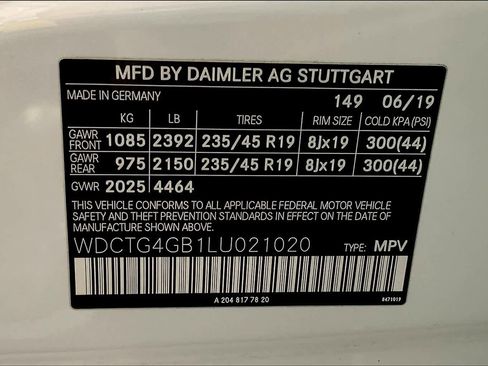 MFD BY DAIMLER AG STUTTGART
MADE IN GERMANY 149 06/19
KG LB TIRES RIM SIZE COLD KPA(PSI)
GAWR FRONT 1085 2392 235/45 R19 8Jx19 300(44)
GAWR REAR 975 2150 235/45 R19 8Jx19 300(44)
GVWR 2025 4464
THIS VEHICLE CONFORMS TO ALL APPLICABLE FEDERAL MOTOR VEHICLE
SAFETY AND THEFT PREVENTION STANDARDS IN EFFECT ON THE DATE
OF MANUFACTURE SHOWN ABOVE.
WDCTG4GB1LU021020 TYPE: MPV
A 204 817 78 20 8471019